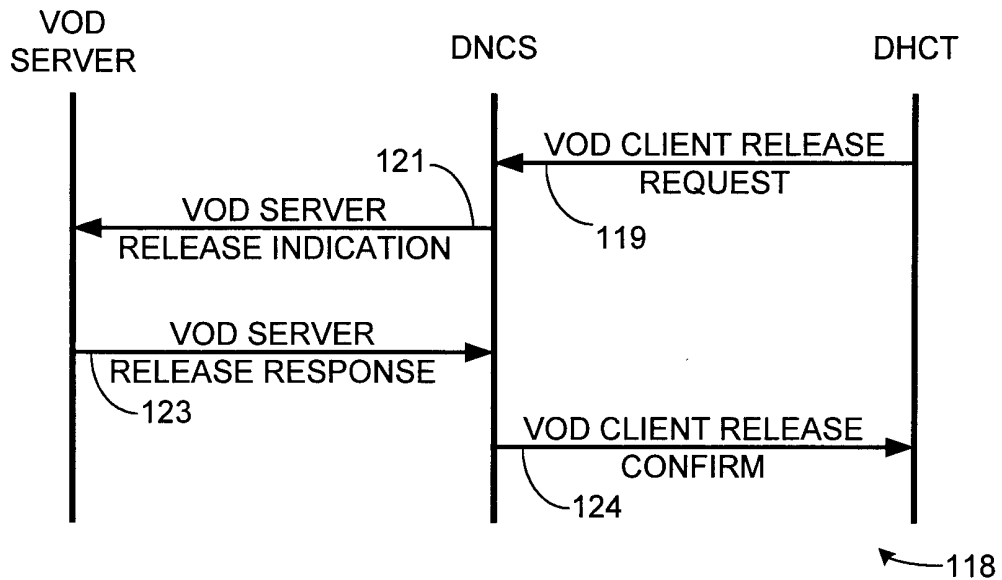 VOD
SERVER
DNCS
DHCT
VOD CLIENT RELEASE
REQUEST
119
121
VOD SERVER
RELEASE INDICATION
VOD SERVER
RELEASE RESPONSE
123
VOD CLIENT RELEASE
CONFIRM
124
118